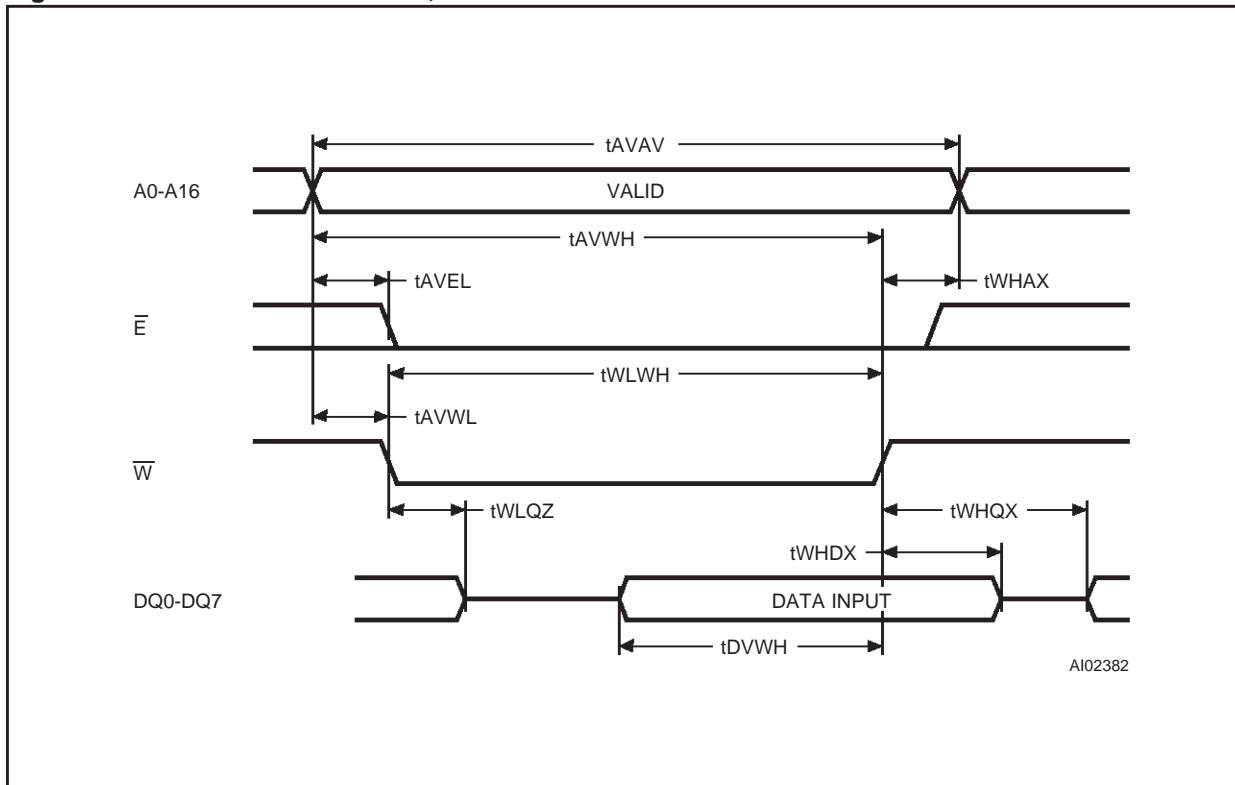 tAVAV
A0-A16
VALID
tAVWH
tAVEL
tWHAX
E
tWLWH
tAVWL
W
tWLQZ
tWHQX
tWHDX
DQ0-DQ7
DATA INPUT
tDVWH
AI02382